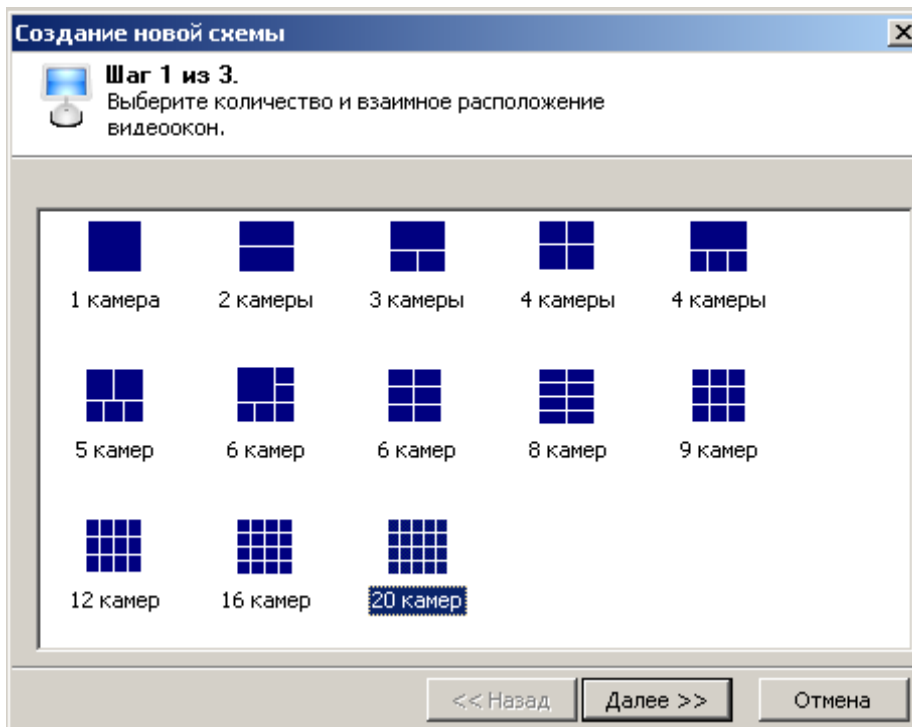 Создание новой схемы
Шаг 1 из 3.
Выберите количество и взаимное расположение
видеоокон.
1 камера 2 камеры 3 камеры 4 камеры 4 камеры
5 камер 6 камер 6 камер 8 камер 9 камер
12 камер 16 камер 20 камер
<< Назад Далее >> Отмена